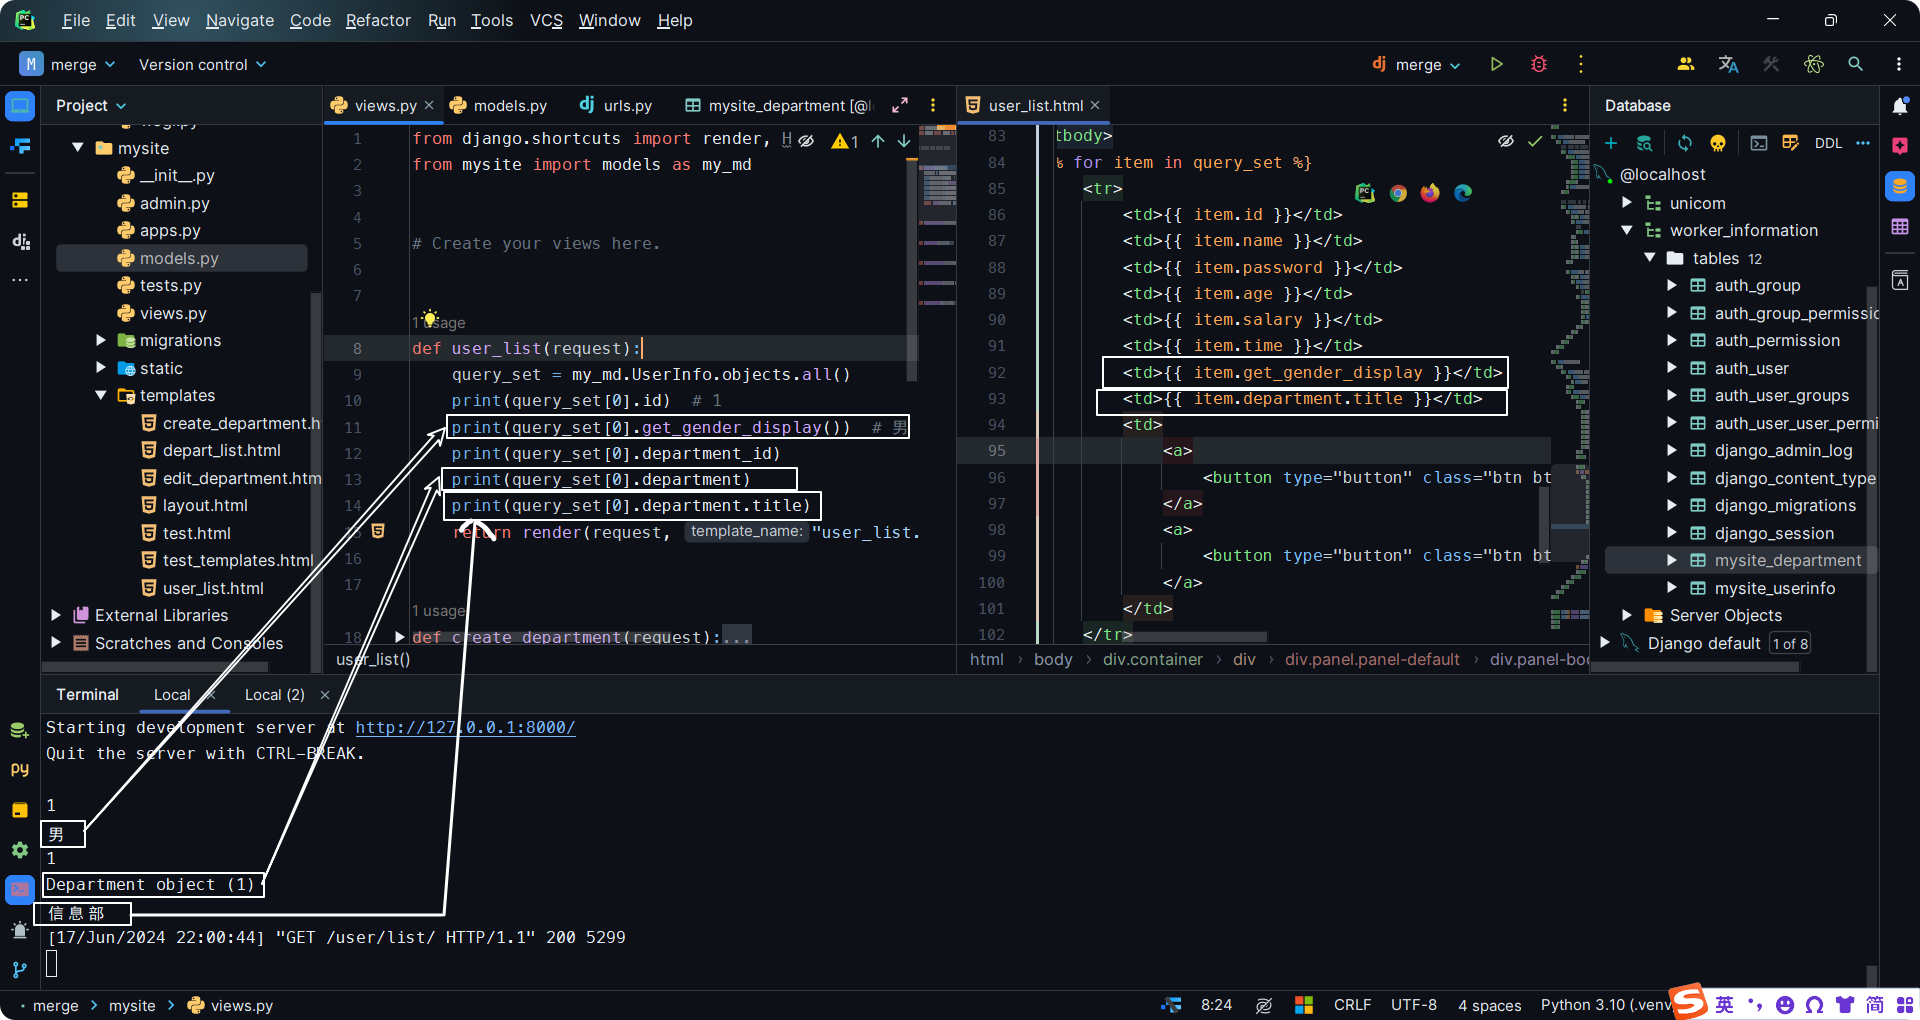 File Edit View Navigate Code Refactor Run Tools VCS Window Help
M merge Version control
dj merge
Project
mysite
__init__.py
admin.py
apps.py
models.py
tests.py
views.py
migrations
static
templates
create_department.h
depart_list.html
edit_department.htm
layout.html
test.html
test_templates.html
user_list.html
External Libraries
Scratches and Consoles
views.py models.py urls.py mysite_department [@l
1 from django.shortcuts import render, H
2 from mysite import models as my_md
3
4
5 # Create your views here.
6
7
1 usage
8 def user_list(request):
9 query_set = my_md.UserInfo.objects.all()
10 print(query_set[0].id) # 1
11 print(query_set[0].get_gender_display()) # 男
12 print(query_set[0].department_id)
13 print(query_set[0].department)
print(query_set[0].department.title)
return render(request, template_name: "user_list.
16
17
1 usage
18 def create_department(request):...
user_list()
1
user_list.html
83 tbody>
84 % for item in query_set %}
85 <tr>
86 <td>{{ item.id }}</td>
87 <td>{{ item.name }}</td>
88 <td>{{ item.password }}</td>
89 <td>{{ item.age }}</td>
90 <td>{{ item.salary }}</td>
91 <td>{{ item.time }}</td>
92 <td>{{ item.get_gender_display }}</td>
93 <td>{{ item.department.title }}</td>
94 <td>
95 <a>
96 <button type="button" class="btn bt
97 </a>
98 <a>
99 <button type="button" class="btn bt
100 </a>
101 </td>
102 </tr>
html body div.container div div.panel.panel-default div.panel-bo
Database
DDL
@localhost
unicom
worker_information
tables 12
auth_group
auth_group_permissio
auth_permission
auth_user
auth_user_groups
auth_user_user_permi
django_admin_log
django_content_type
django_migrations
django_session
mysite_department
mysite_userinfo
Server Objects
Django default 1 of 8
Terminal Local Local (2)
Starting development server at http://127.0.0.1:8000/
Quit the server with CTRL-BREAK.
1
男
1
Department object (1)
信息部
[17/Jun/2024 22:00:44] "GET /user/list/ HTTP/1.1" 200 5299
merge mysite views.py
8:24 CRLF UTF-8 4 spaces Python 3.10 (.venv
S 英 简